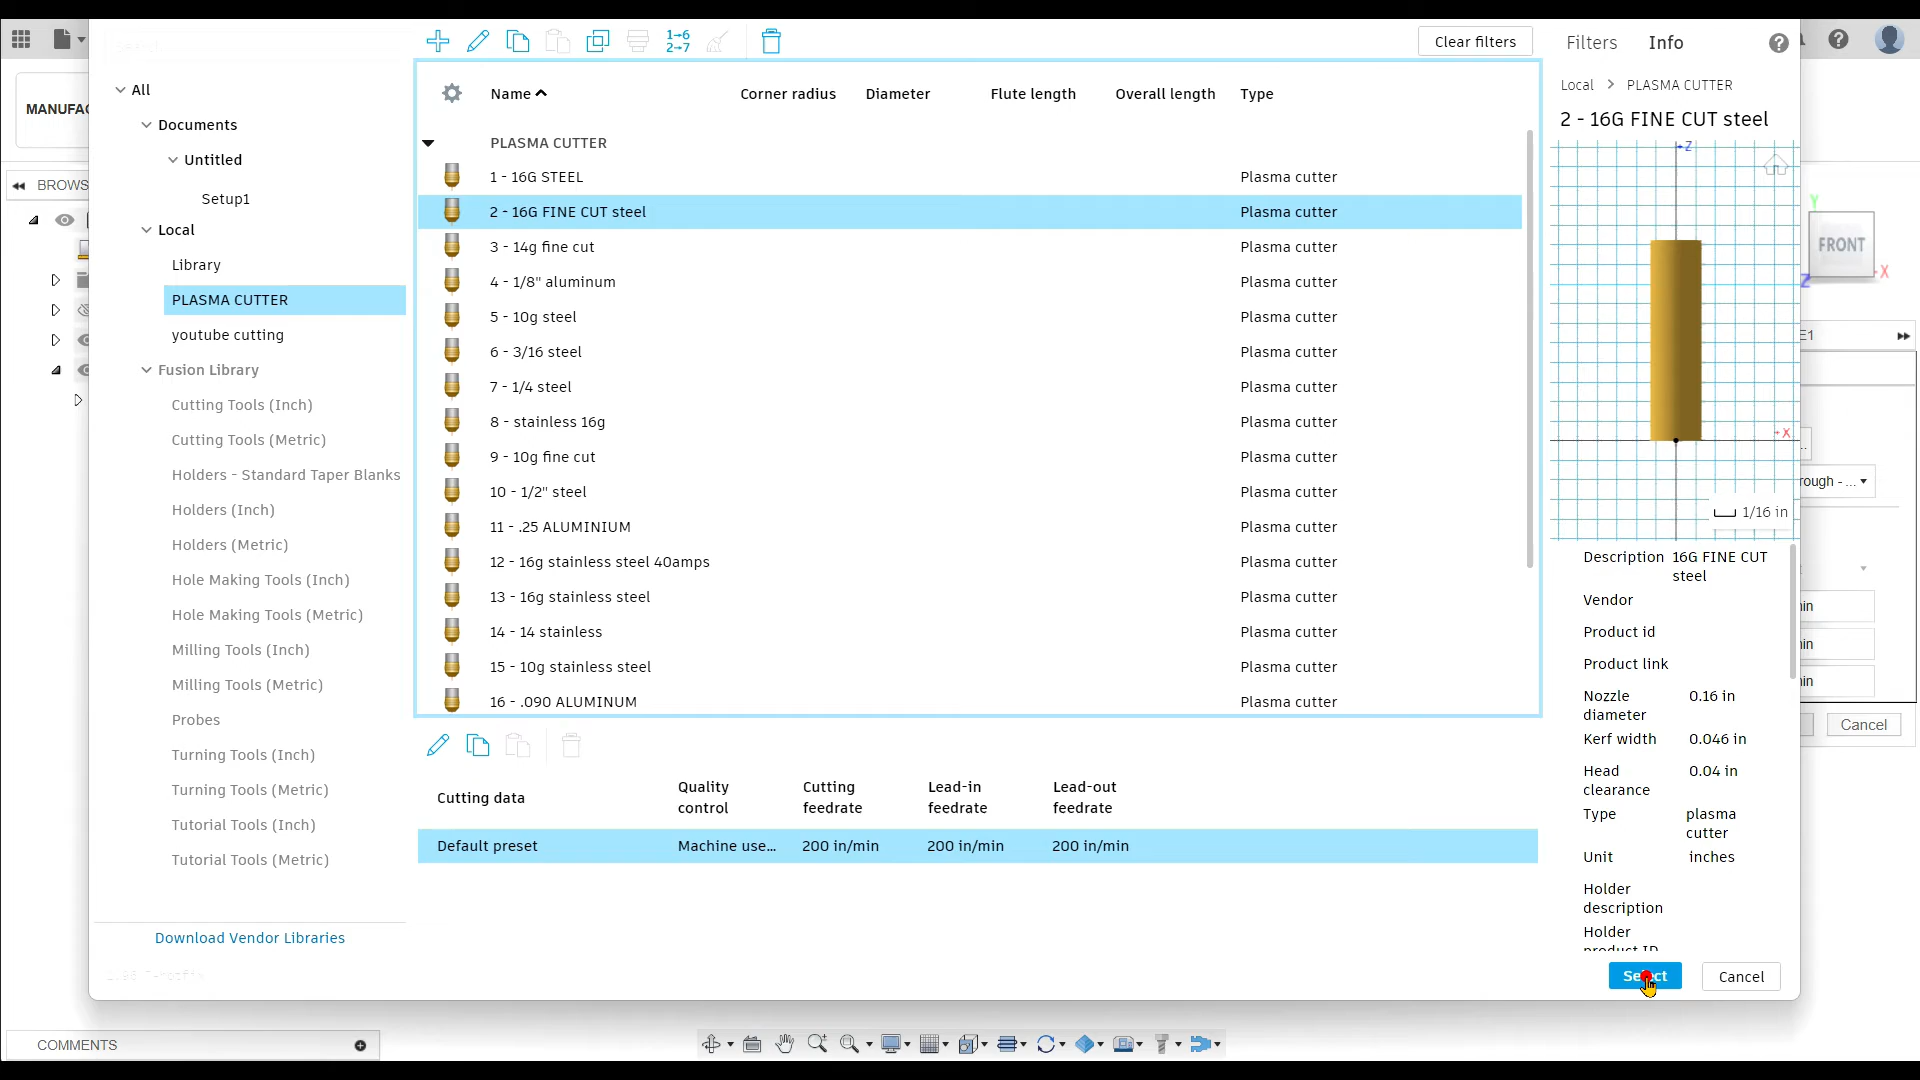 Clear filters
Filters
Info
MANUFAC
BROWS
All
Documents
Untitled
Setup1
Local
Library
PLASMA CUTTER
youtube cutting
Fusion Library
Cutting Tools (Inch)
Cutting Tools (Metric)
Holders - Standard Taper Blanks
Holders (Inch)
Holders (Metric)
Hole Making Tools (Inch)
Hole Making Tools (Metric)
Milling Tools (Inch)
Milling Tools (Metric)
Probes
Turning Tools (Inch)
Turning Tools (Metric)
Tutorial Tools (Inch)
Tutorial Tools (Metric)
Download Vendor Libraries
1→6
2→7
Name Corner radius Diameter Flute length Overall length Type
PLASMA CUTTER
1 - 16G STEEL Plasma cutter
2 - 16G FINE CUT steel Plasma cutter
3 - 14g fine cut Plasma cutter
4 - 1/8" aluminum Plasma cutter
5 - 10g steel Plasma cutter
6 - 3/16 steel Plasma cutter
7 - 1/4 steel Plasma cutter
8 - stainless 16g Plasma cutter
9 - 10g fine cut Plasma cutter
10 - 1/2" steel Plasma cutter
11 - .25 ALUMINIUM Plasma cutter
12 - 16g stainless steel 40amps Plasma cutter
13 - 16g stainless steel Plasma cutter
14 - 14 stainless Plasma cutter
15 - 10g stainless steel Plasma cutter
16 - .090 ALUMINUM Plasma cutter
Cutting data Quality control Cutting feedrate Lead-in feedrate Lead-out feedrate
Default preset Machine use... 200 in/min 200 in/min 200 in/min
Local > PLASMA CUTTER
2 - 16G FINE CUT steel
Z
X
1/16 in
Description 16G FINE CUT
steel
Vendor
Product id
Product link
Nozzle diameter 0.16 in
Kerf width 0.046 in
Head clearance 0.04 in
Type plasma cutter
Unit inches
Holder description
Holder product ID
Select
Cancel
Y
FRONT
X
Z
E1
rough - ...
in
in
in
Cancel
COMMENTS